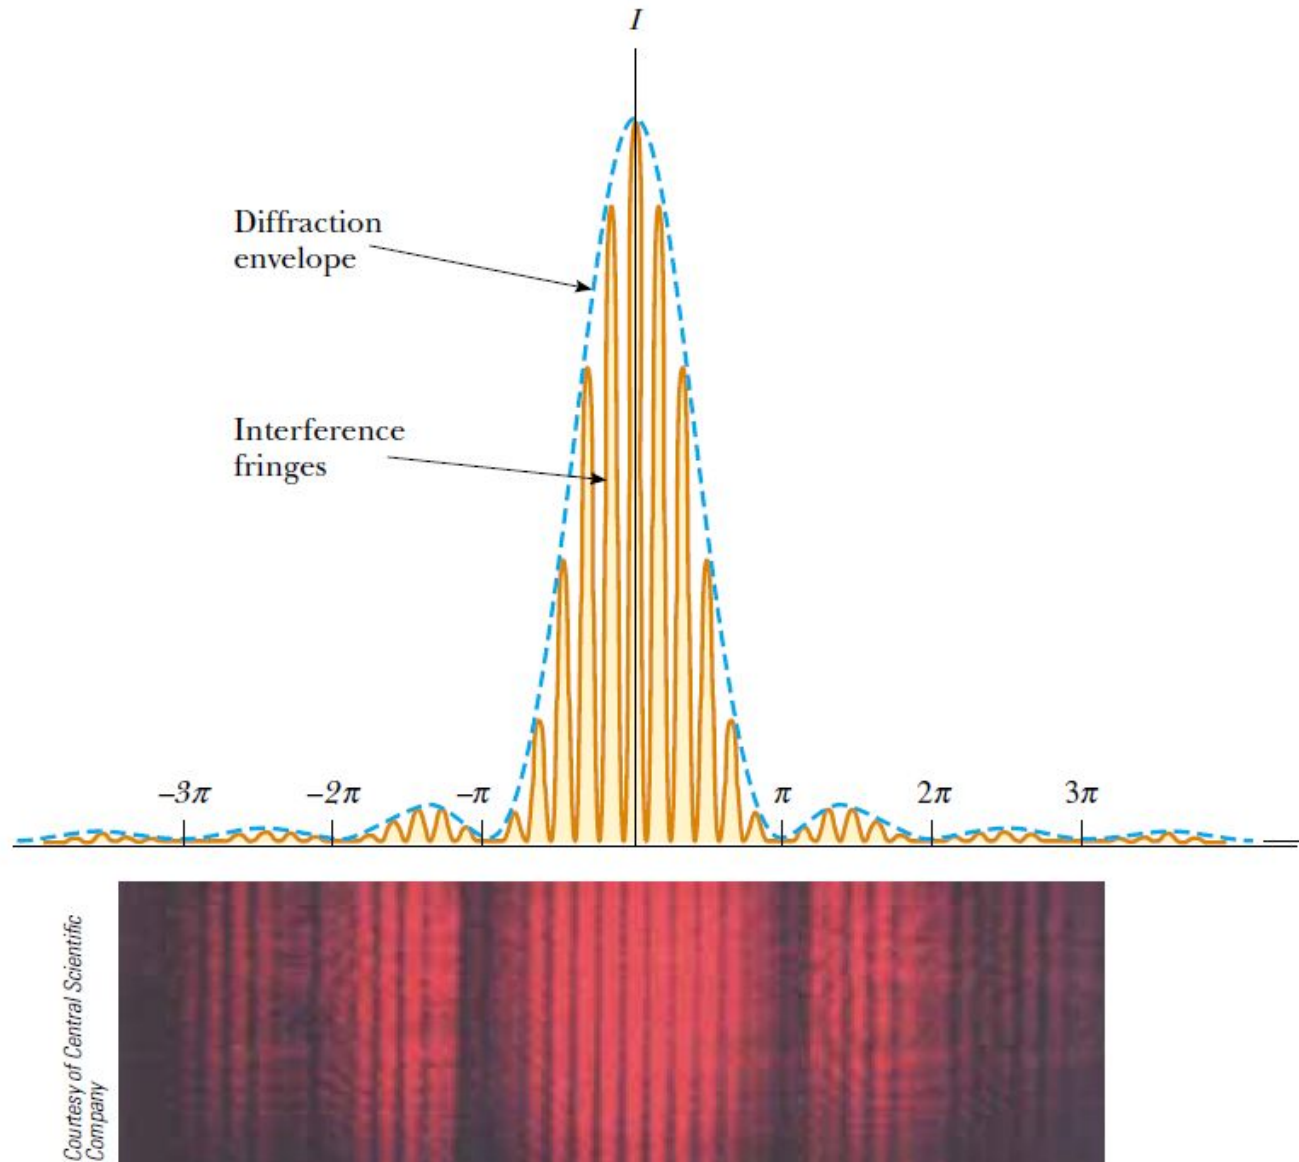 I
Diffraction
envelope
Interference
fringes
–3π –2π –π π 2π 3π
Courtesy of Central Scientific
Company